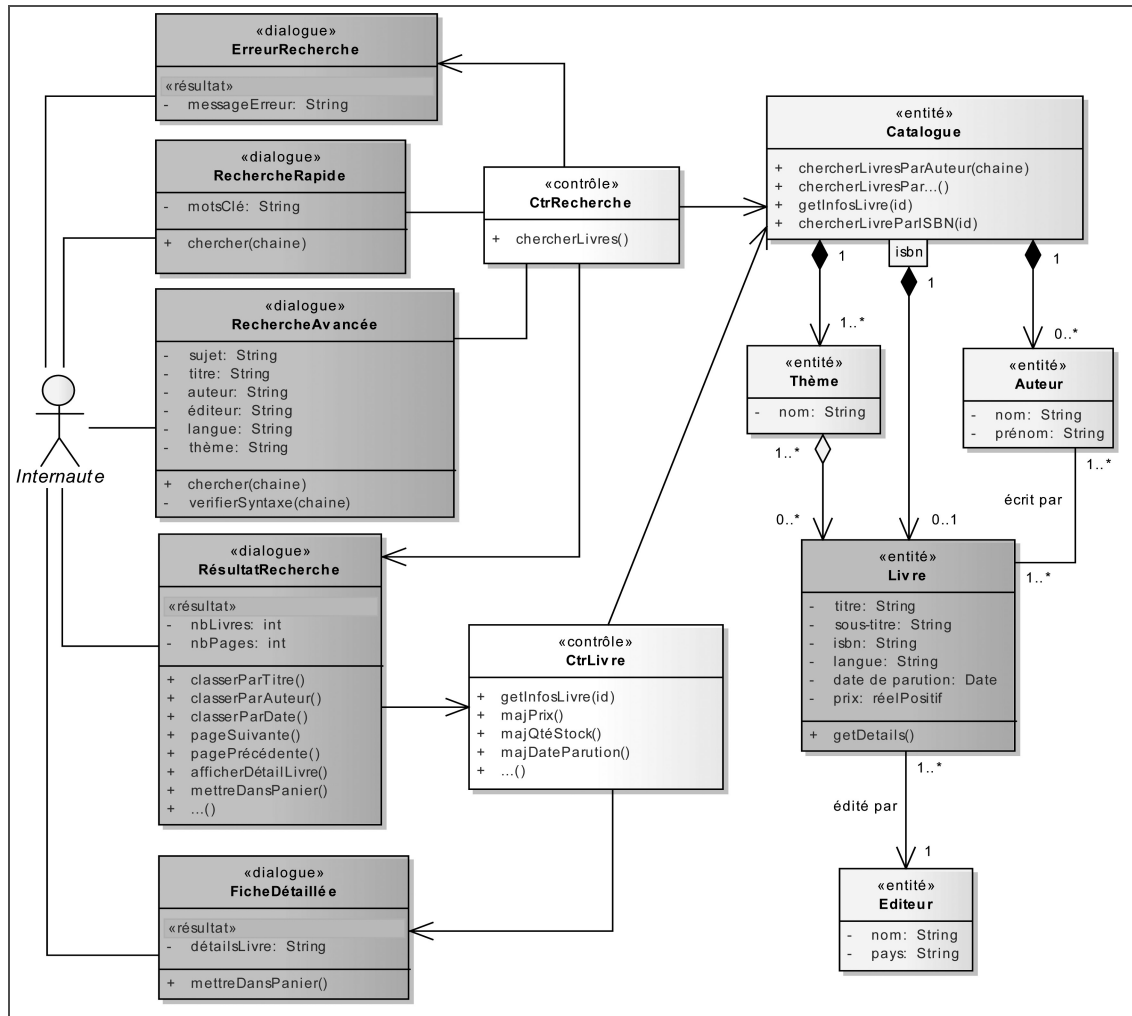 «dialogue»
ErreurRecherche
«résultat»
- messageErreur: String
«dialogue»
RechercheRapide
- motsClé: String
+ chercher(chaine)
«dialogue»
RechercheAvancée
- sujet: String
- titre: String
- auteur: String
- éditeur: String
- langue: String
- thème: String
+ chercher(chaine)
- verifierSyntaxe(chaine)
Internaute
«dialogue»
RésultatRecherche
«résultat»
- nbLivres: int
- nbPages: int
+ classerParTitre()
+ classerParAuteur()
+ classerParDate()
+ pageSuivante()
+ pagePrécédente()
+ afficherDétailLivre()
+ mettreDansPanier()
+ ...()
«dialogue»
FicheDétaillée
«résultat»
- détailsLivre: String
+ mettreDansPanier()
«contrôle»
CtrRecherche
+ chercherLivres()
«contrôle»
CtrLivre
+ getInfosLivre(id)
+ majPrix()
+ majQtéStock()
+ majDateParution()
+ ...()
«entité»
Catalogue
+ chercherLivresParAuteur(chaine)
+ chercherLivresPar...()
+ getInfosLivre(id)
+ chercherLivreParISBN(id)
isbn
1
1
1
1..*
0..*
«entité»
Thème
- nom: String
«entité»
Auteur
- nom: String
- prénom: String
1..*
1..*
écrit par
0..*
0..1
1..*
«entité»
Livre
- titre: String
- sous-titre: String
- isbn: String
- langue: String
- date de parution: Date
- prix: réelPositif
+ getDetails()
1..*
édité par
1
«entité»
Editeur
- nom: String
- pays: String